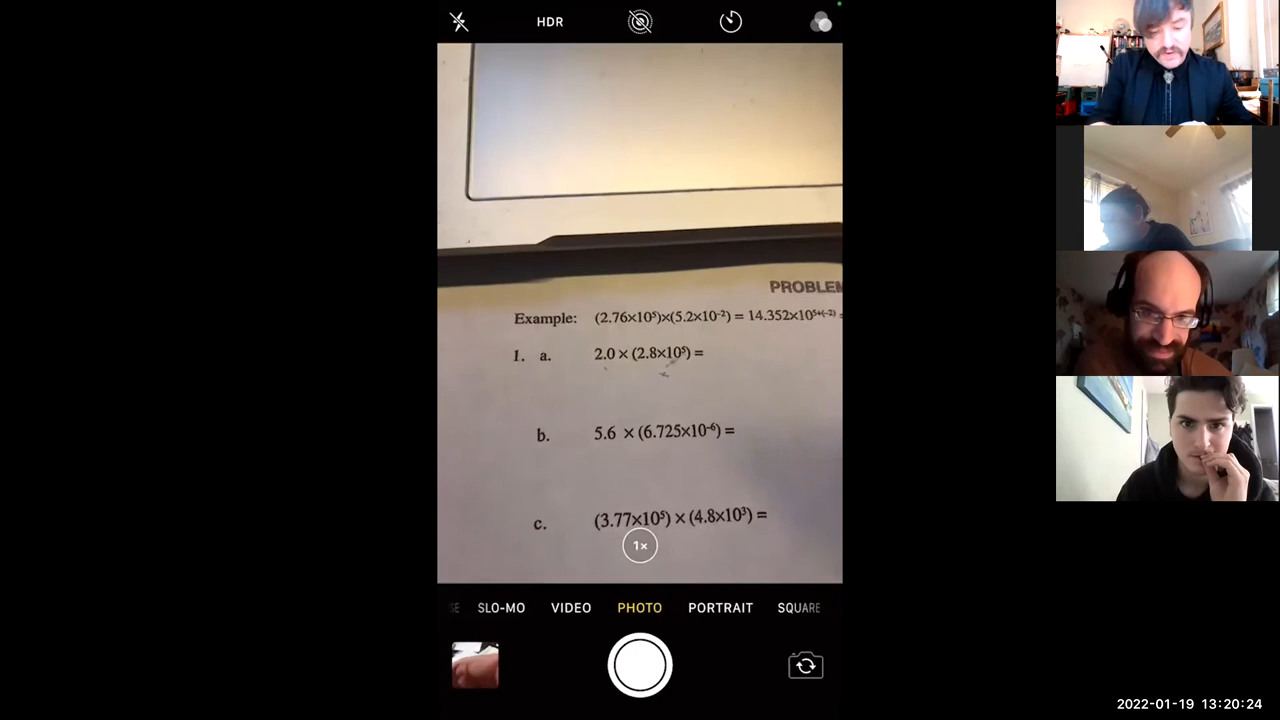 HDR
PROBLEM
Example: (2.76×10⁵)×(5.2×10⁻²) = 14.352×10⁵⁺⁽⁻²⁾ =
1. a. 2.0 × (2.8×10⁵) =
b. 5.6 × (6.725×10⁻⁶) =
c. (3.77×10⁵) × (4.8×10³) =
1×
SLO-MO VIDEO PHOTO PORTRAIT SQUARE
2022-01-19 13:20:24